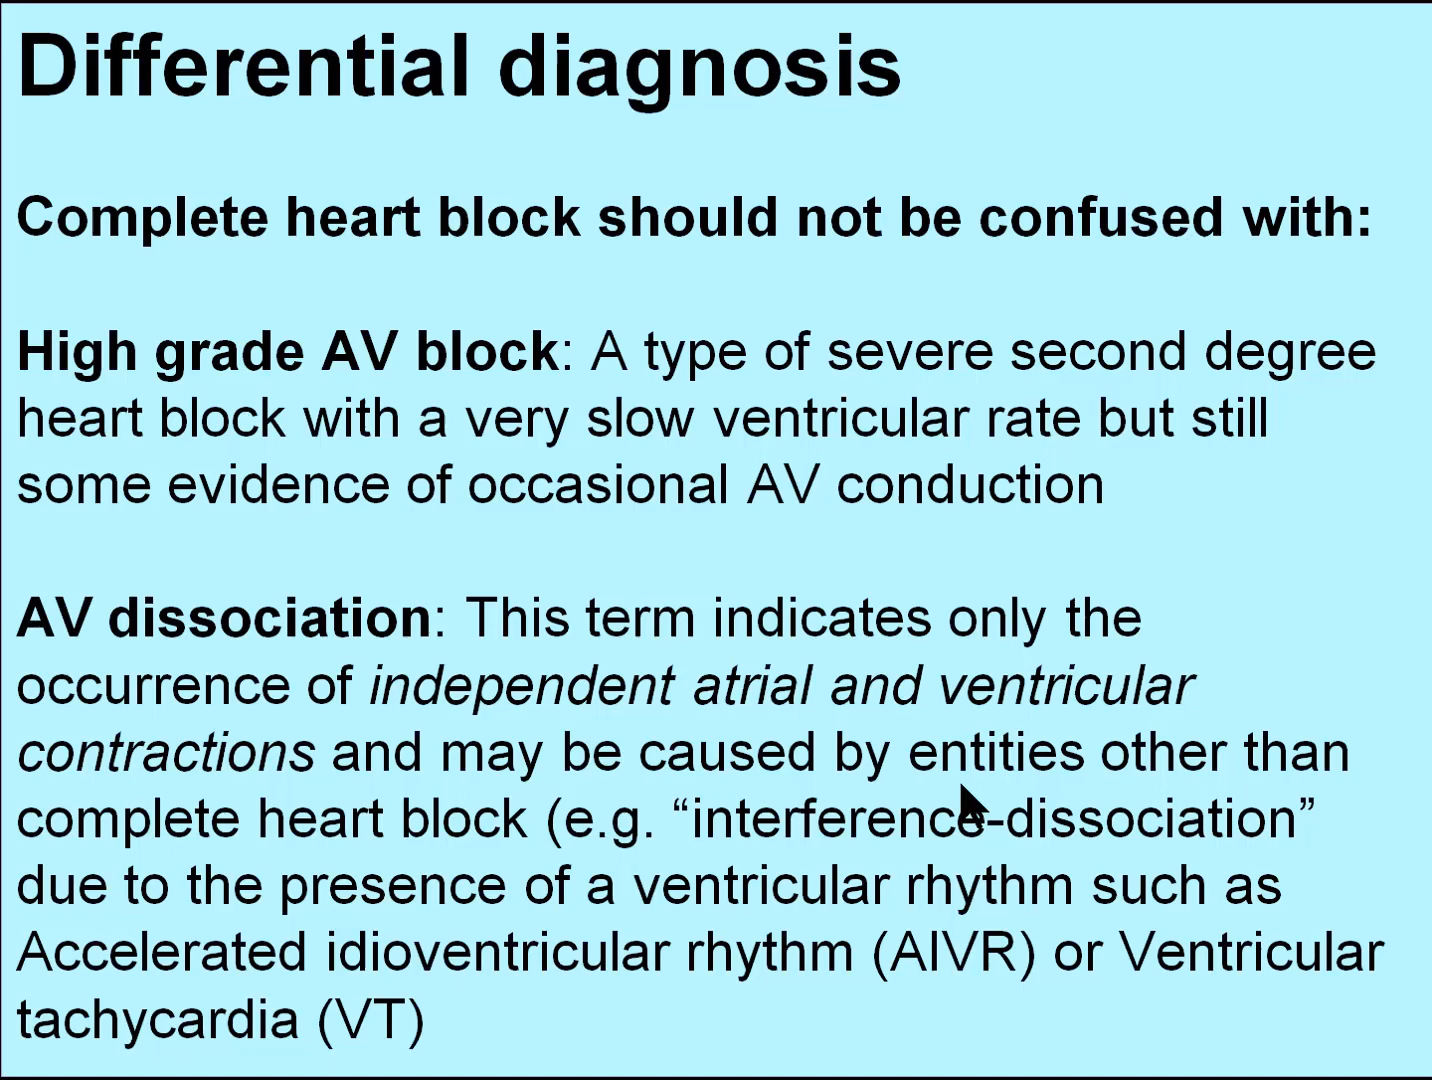 Differential diagnosis
Complete heart block should not be confused with:
High grade AV block: A type of severe second degree
heart block with a very slow ventricular rate but still
some evidence of occasional AV conduction
AV dissociation: This term indicates only the
occurrence of independent atrial and ventricular
contractions and may be caused by entities other than
complete heart block (e.g. “interference-dissociation”
due to the presence of a ventricular rhythm such as
Accelerated idioventricular rhythm (AIVR) or Ventricular
tachycardia (VT)